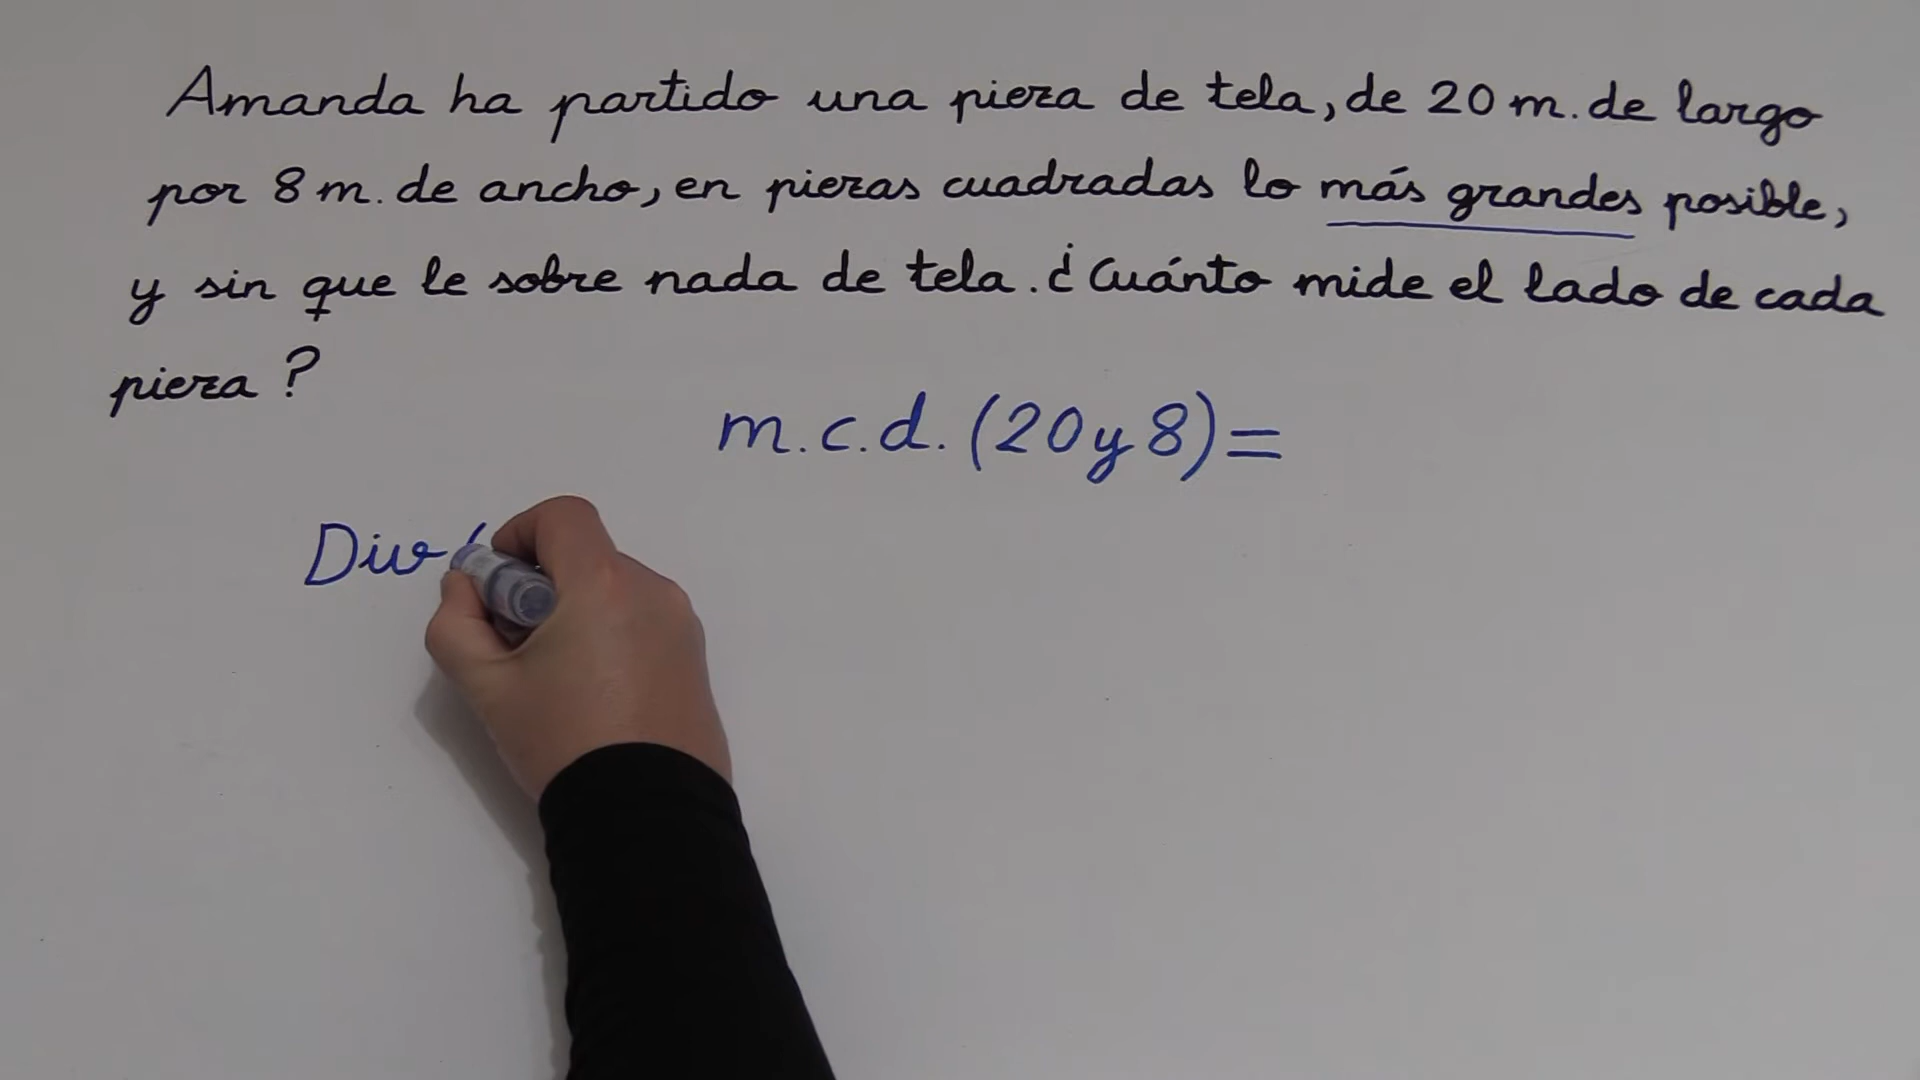 Amanda ha partido una pieza de tela, de 20 m. de largo
por 8 m. de ancho, en piezas cuadradas lo más grandes posible,
y sin que le sobre nada de tela. ¿Cuánto mide el lado de cada
pieza?
m.c.d. (20 y 8) =
Div (